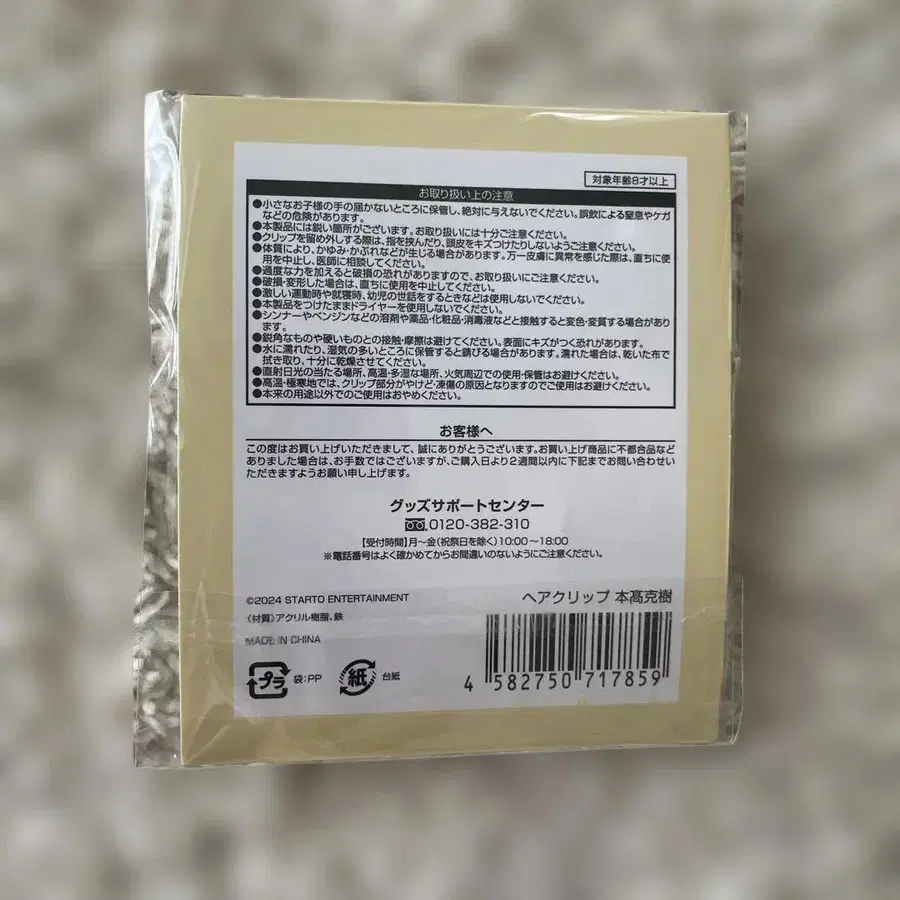 対象年齢8才以上
お取り扱い上の注意
●小さなお子様の手の届かないところに保管し、絶対に与えないでください。誤飲による窒息やケガ
などの危険があります。
●本製品には鋭い箇所がございます。お取り扱いには十分ご注意ください。
●クリップを留め外しする際は、指を挟んだり、頭皮をキズつけたりしないようご注意ください。
●体質により、かゆみ・かぶれなどが生じる場合があります。万一皮膚に異常を感じた際は、直ちに使
用を中止し、医師に相談してください。
●過度な力を加えると破損の恐れがありますので、お取り扱いにご注意ください。
●破損・変形した場合は、直ちに使用を中止してください。
●激しい運動時や就寝時、幼児の世話をするときなどは使用しないでください。
●本製品をつけたままドライヤーを使用しないでください。
●シンナーやベンジンなどの溶剤や薬品・化粧品・消毒液などと接触すると変色・変質する場合があり
ます。
●鋭角なものや硬いものとの接触・摩擦は避けてください。表面にキズがつく恐れがあります。
●水に濡れたり、湿気の多いところに保管すると錆びる場合があります。濡れた場合は、乾いた布で
拭き取り、十分に乾燥させてください。
●直射日光の当たる場所、高温・多湿な場所、火気周辺での使用・保管はお避けください。
●高温・極寒地では、クリップ部分がやけど・凍傷の原因となりますのでご使用はお避けください。
●本来の用途以外でのご使用はおやめください。
お客様へ
この度はお買い上げいただきまして、誠にありがとうございます。お買い上げ商品に不都合品など
ありました場合は、お手数ではございますが、ご購入日より2週間以内に下記までお問い合わせい
ただきますようお願い申し上げます。
グッズサポートセンター
0120-382-310
【受付時間】月〜金(祝祭日を除く)10:00〜18:00
※電話番号はよく確かめてからお間違いのないようにご注意ください。
©2024 STARTO ENTERTAINMENT
ヘアクリップ 本髙克樹
〈材質〉アクリル樹脂、鉄
MADE IN CHINA
プラ 袋:PP 紙 台紙
4 582750 717859